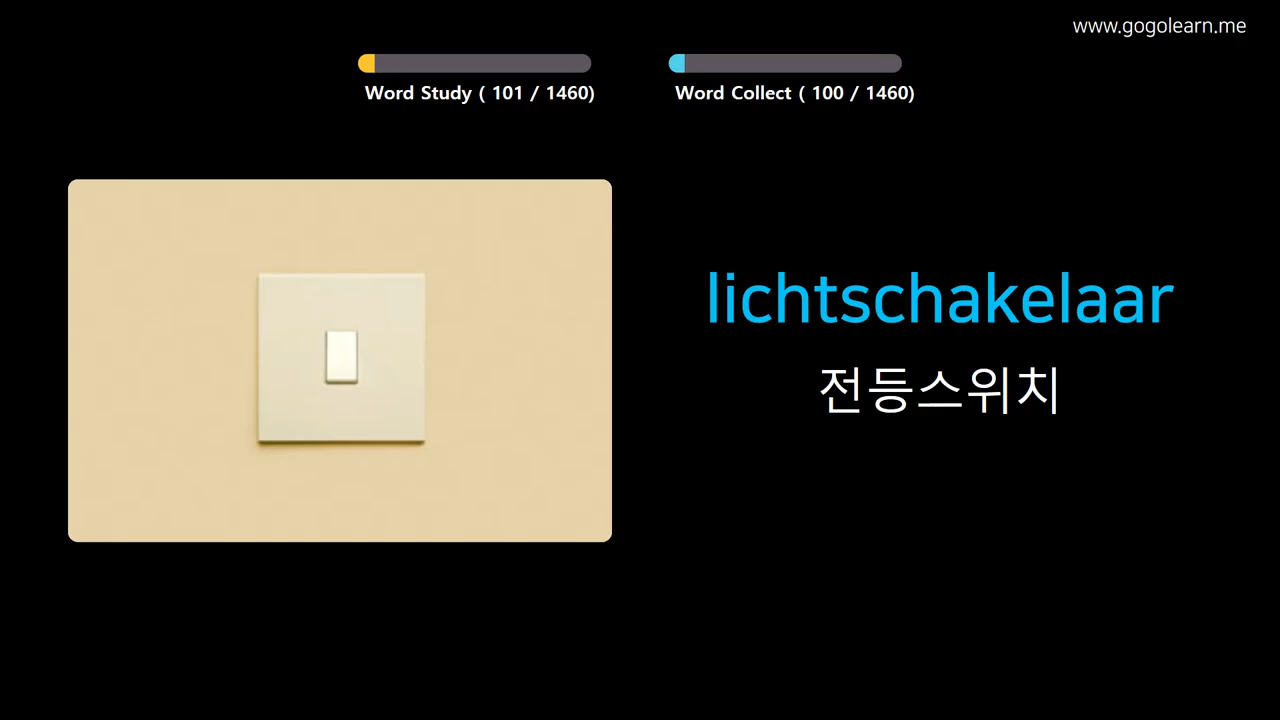 www.gogolearn.me
Word Study ( 101 / 1460)
Word Collect ( 100 / 1460)
lichtschakelaar
전등스위치